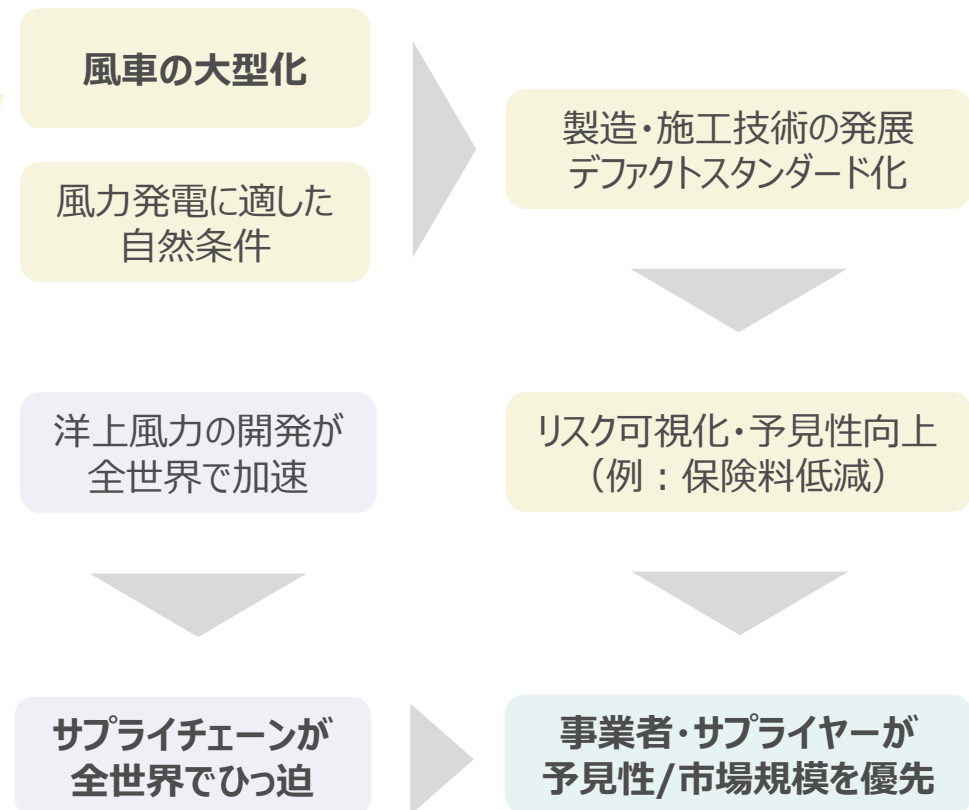 風車の大型化
風力発電に適した
自然条件
製造・施工技術の発展
デファクトスタンダード化
洋上風力の開発が
全世界で加速
リスク可視化・予見性向上
（例：保険料低減）
サプライチェーンが
全世界でひっ迫
事業者・サプライヤーが
予見性/市場規模を優先